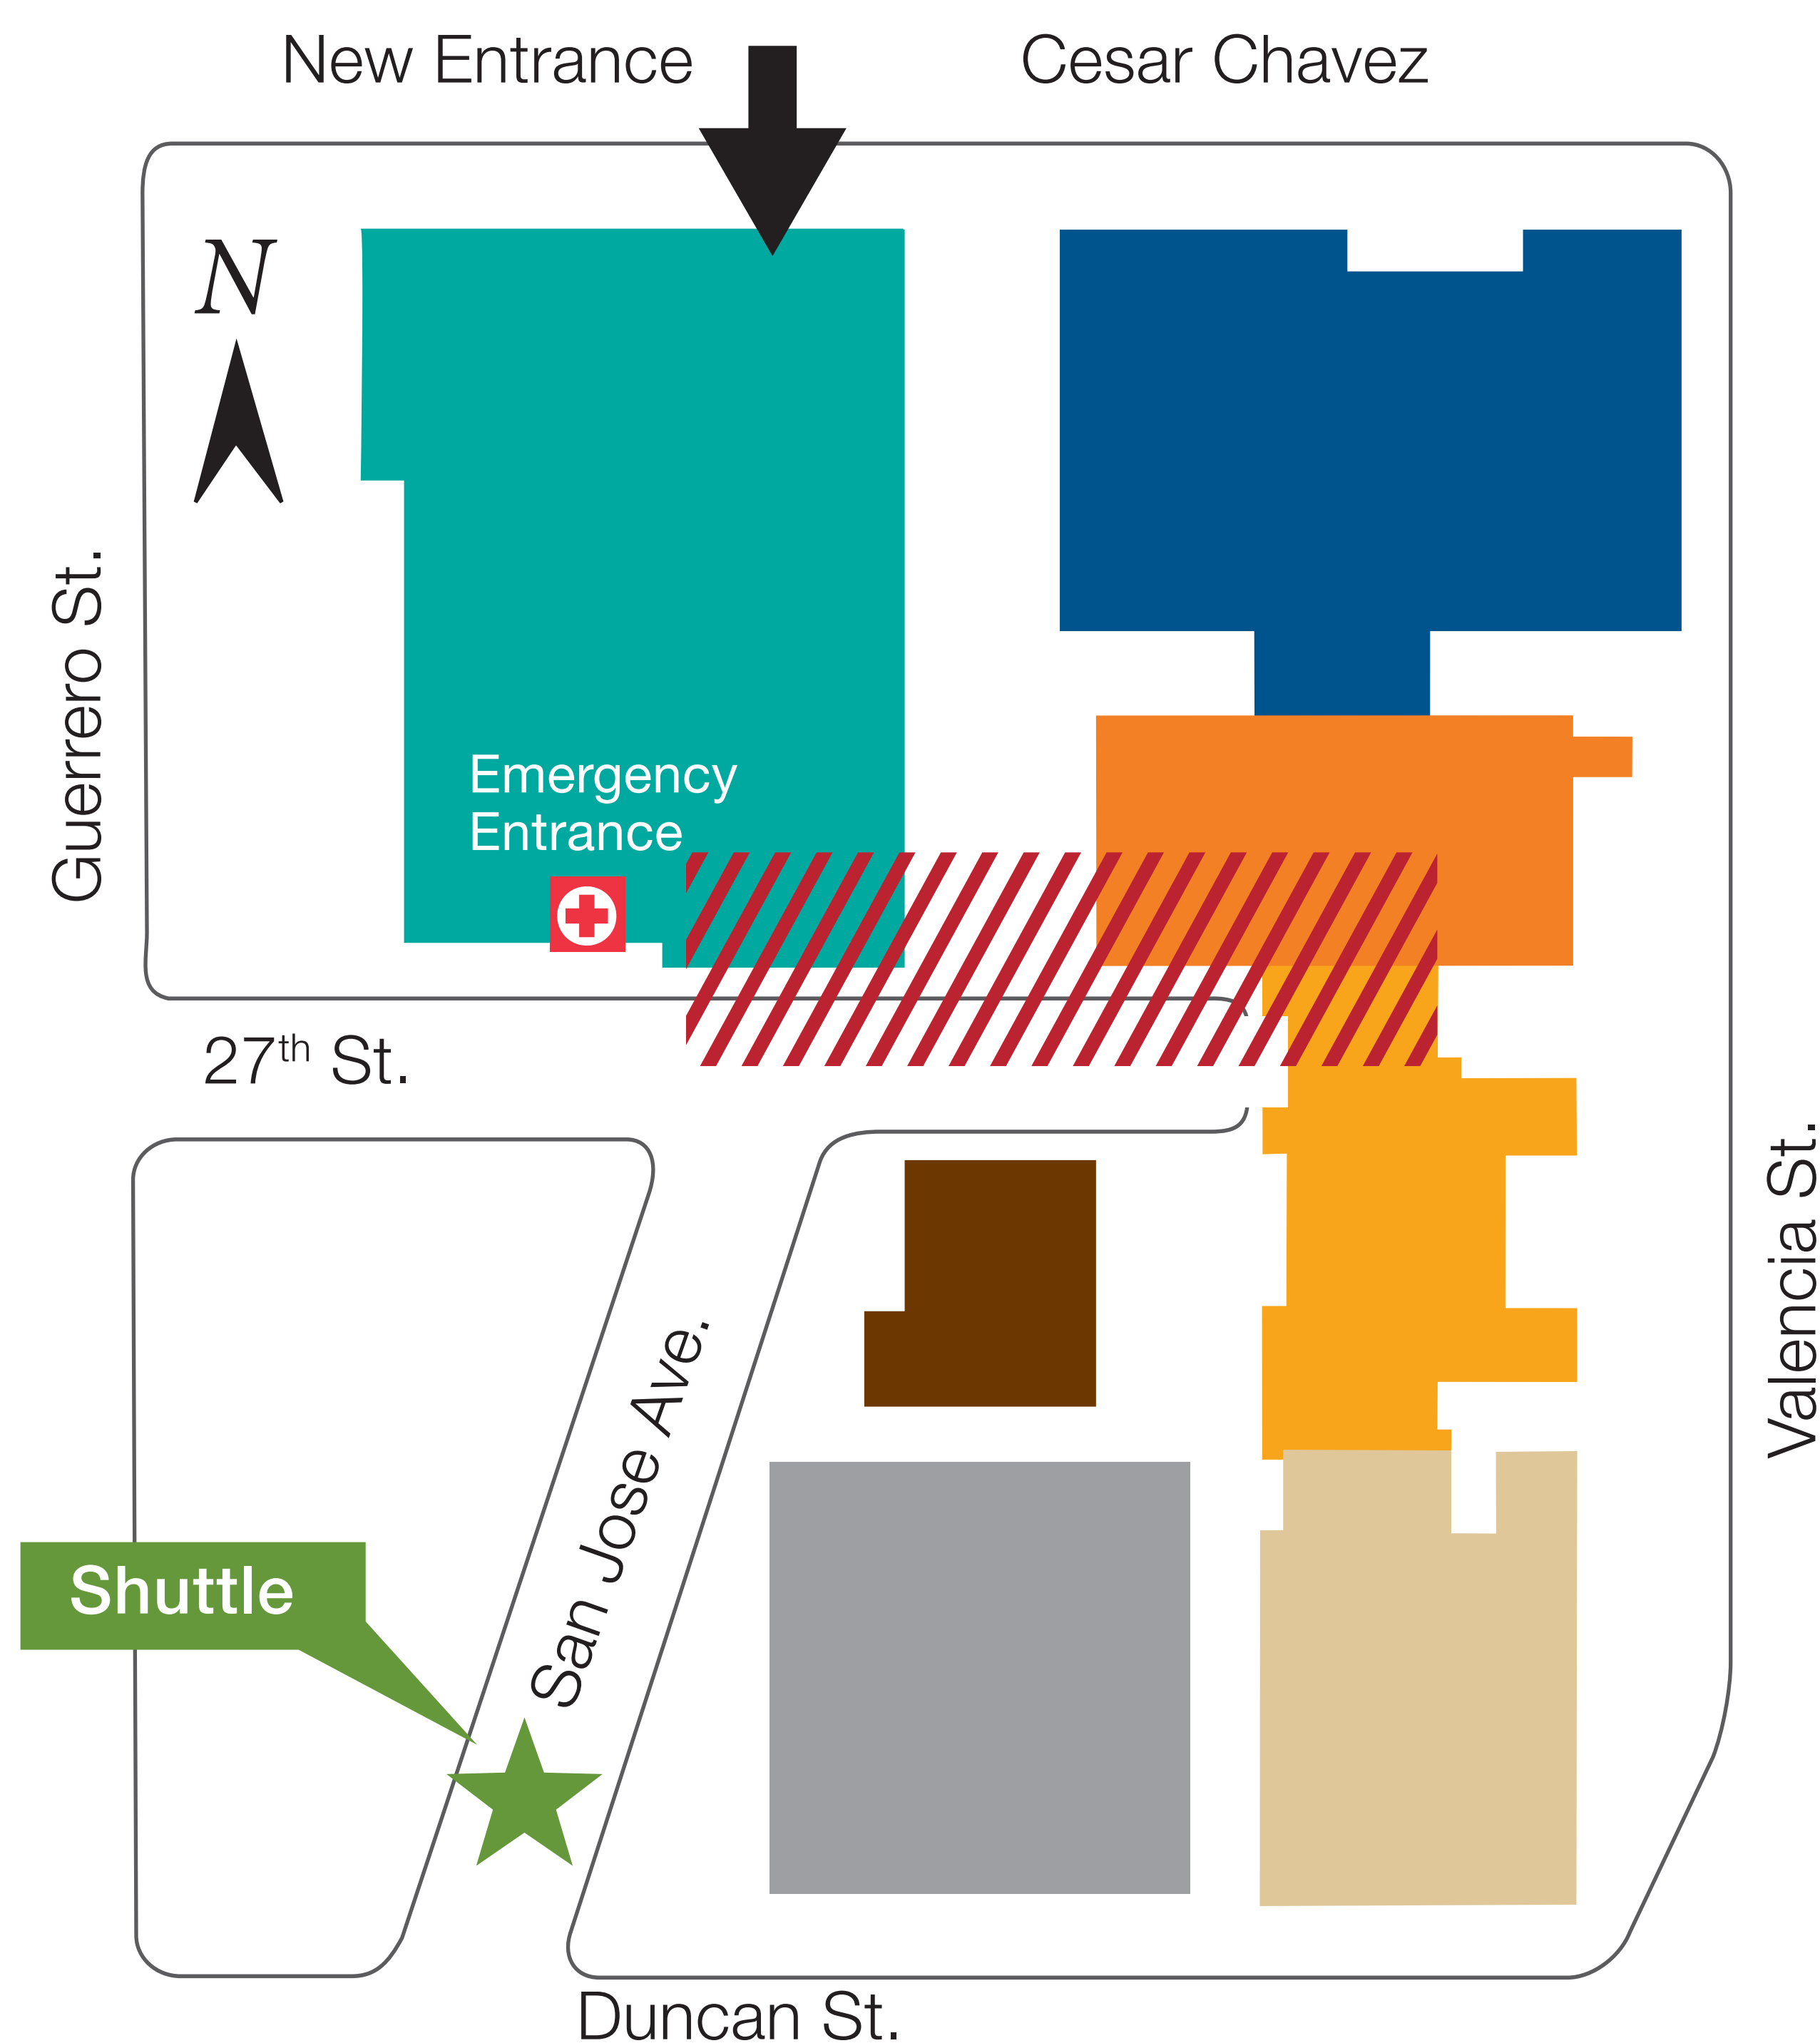 New Entrance
Cesar Chavez
N
Guerrero St.
Emergency
Entrance
27th St.
Valencia St.
San Jose Ave.
Shuttle
Duncan St.